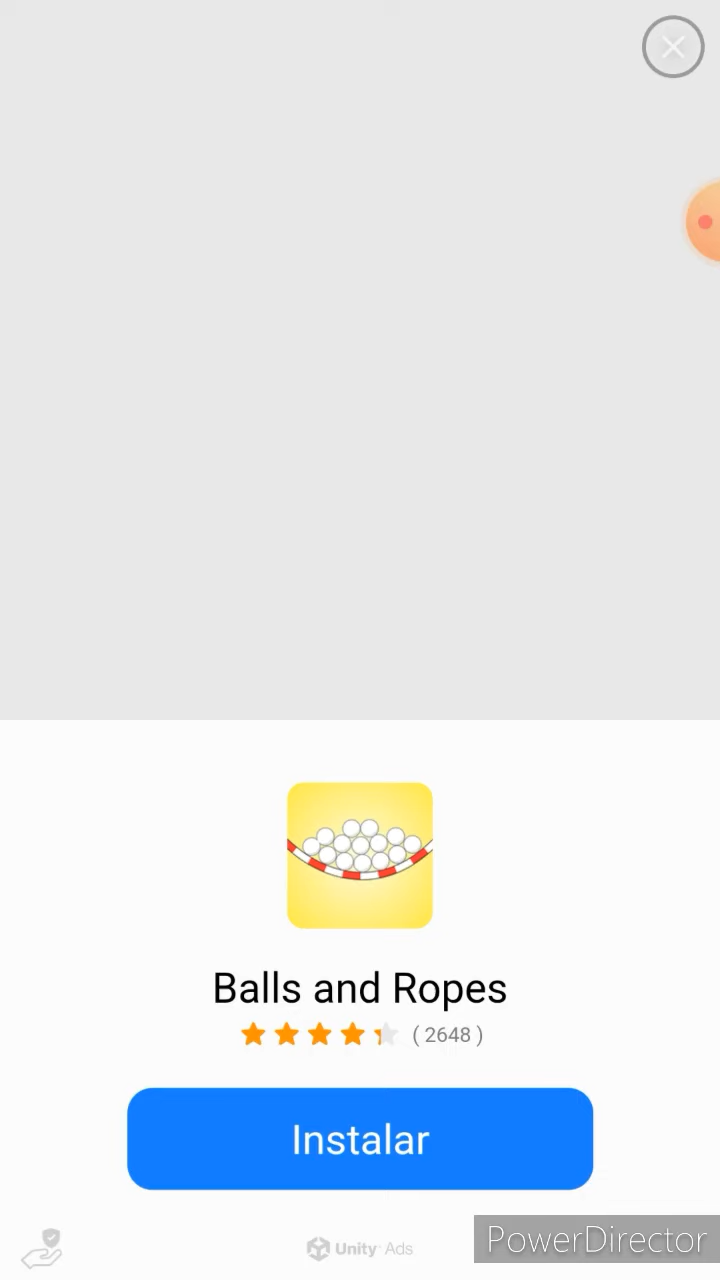 Balls and Ropes
( 2648 )
Instalar
Unity Ads
PowerDirector